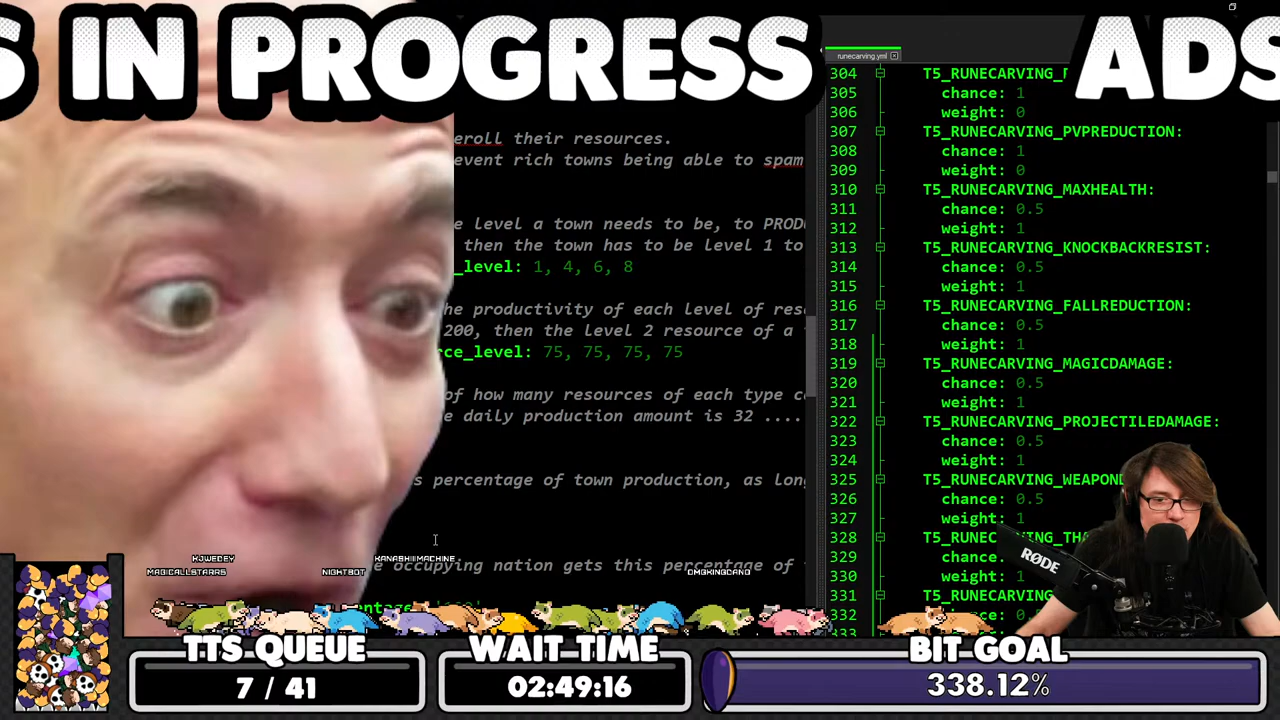 S IN PROGRESS
ADS
eroll their resources.
event rich towns being able to spam
e level a town needs to be, to
then the town has to be level 1 to
_level: 1, 4, 6, 8
he productivity of each level of
200, then the level 2 resource of a
rce_level: 75, 75, 75, 75
of how many resources of each type
e daily production amount is 32 ....
s percentage of town production, as
e occupying nation gets this percentage of
runecarving.yml
304 T5_RUNECARVING_
305 chance: 1
306 weight: 0
307 T5_RUNECARVING_PVPREDUCTION:
308 chance: 1
309 weight: 0
310 T5_RUNECARVING_MAXHEALTH:
311 chance: 0.5
312 weight: 1
313 T5_RUNECARVING_KNOCKBACKRESIST:
314 chance: 0.5
315 weight: 1
316 T5_RUNECARVING_FALLREDUCTION:
317 chance: 0.5
318 weight: 1
319 T5_RUNECARVING_MAGICDAMAGE:
320 chance: 0.5
321 weight: 1
322 T5_RUNECARVING_PROJECTILEDAMAGE:
323 chance: 0.5
324 weight: 1
325 T5_RUNECARVING_WEAPOND
326 chance: 0.5
327 weight: 1
328 T5_RUNEC
329 chance:
330 weight: 1
331 T5_RUNECARVING_
332
333
RØDE
KJWEDEY
KANASHIIMACHINE
MAGICALLSTARRS
NIGHTBOT
OMGKINGCANO
TTS QUEUE
7 / 41
WAIT TIME
02:49:16
BIT GOAL
338.12%